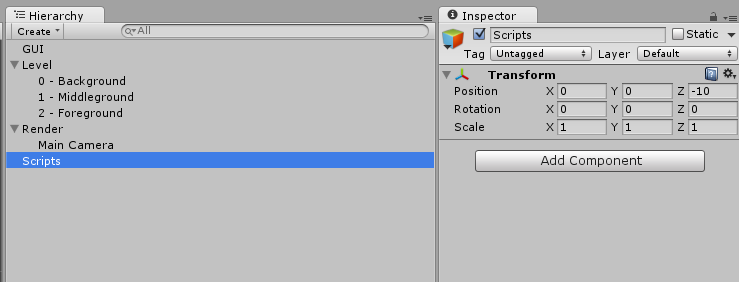 Hierarchy
Create All
GUI
Level
0 - Background
1 - Middleground
2 - Foreground
Render
Main Camera
Scripts
Inspector
Scripts Static
Tag Untagged Layer Default
Transform
Position X 0 Y 0 Z -10
Rotation X 0 Y 0 Z 0
Scale X 1 Y 1 Z 1
Add Component